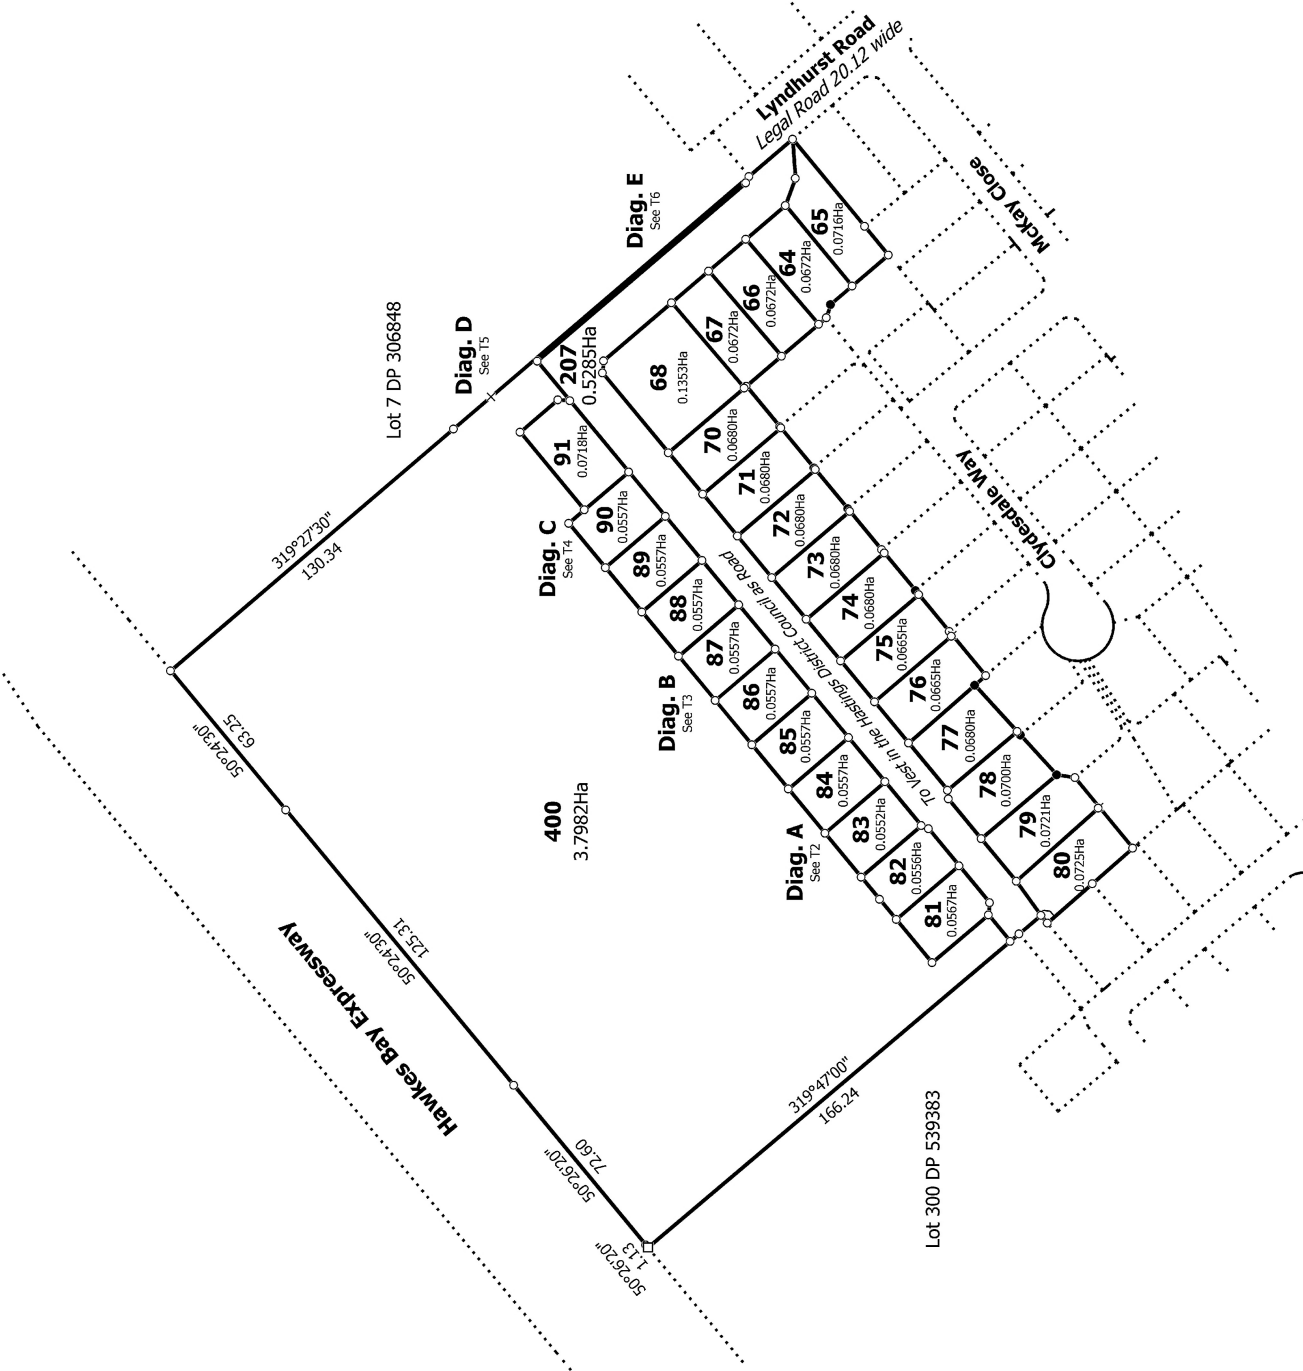 Lyndhurst Road
Legal Road 20.12 wide
McKay Close
Diag. E
See T6
Lot 7 DP 306848
Diag. D
See T5
207
0.5285Ha
65
0.0716Ha
64
0.0672Ha
66
0.0672Ha
67
0.0672Ha
68
0.1353Ha
70
0.0680Ha
71
0.0680Ha
72
0.0680Ha
73
0.0680Ha
74
0.0680Ha
75
0.0665Ha
76
0.0665Ha
77
0.0680Ha
78
0.0700Ha
79
0.0721Ha
80
0.0725Ha
Clydesdale Way
To Vest in the Hastings District Council as Road
91
0.0718Ha
90
0.0557Ha
89
0.0557Ha
88
0.0557Ha
87
0.0557Ha
86
0.0557Ha
85
0.0557Ha
84
0.0557Ha
83
0.0552Ha
82
0.0556Ha
81
0.0567Ha
Diag. C
See T4
Diag. B
See T3
Diag. A
See T2
319°27'30"
130.34
50°24'30"
63.25
50°24'30"
125.31
50°26'20"
72.60
50°26'20"
1.13
319°47'00"
166.24
400
3.7982Ha
Hawkes Bay Expressway
Lot 300 DP 539383